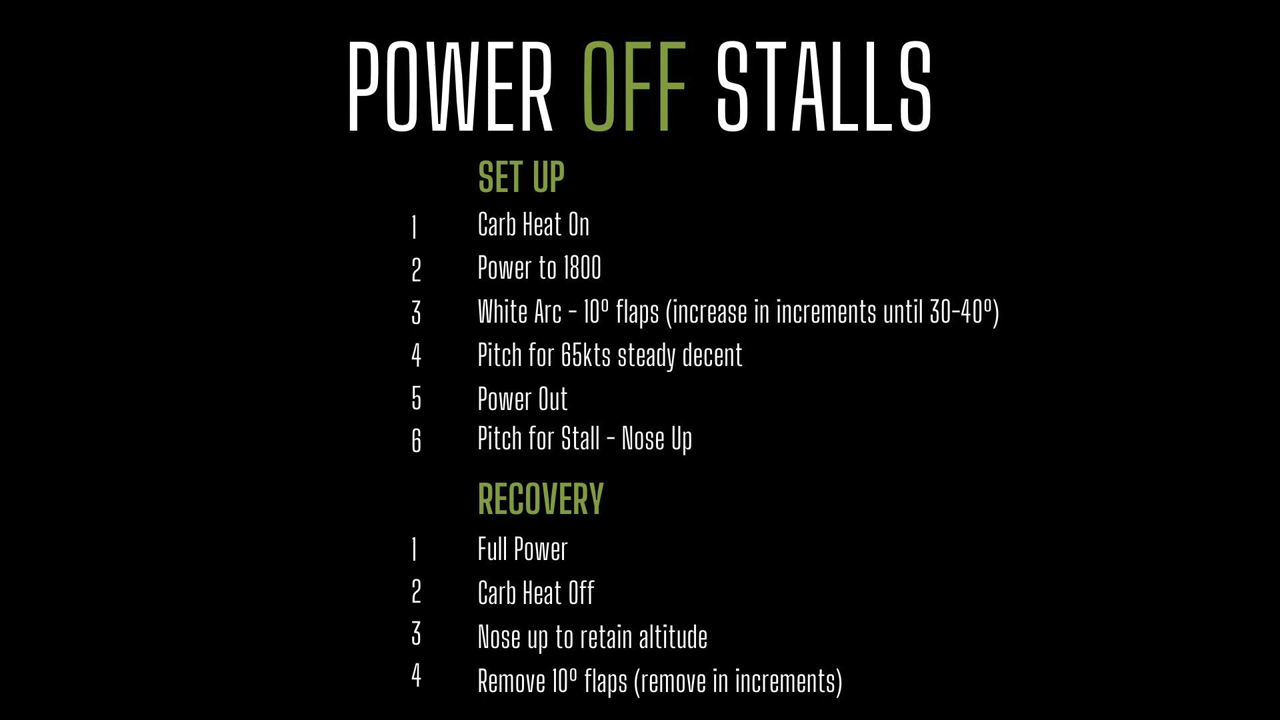 POWER OFF STALLS
SET UP
1 Carb Heat On
2 Power to 1800
3 White Arc - 10º flaps (increase in increments until 30-40º)
4 Pitch for 65kts steady decent
5 Power Out
6 Pitch for Stall - Nose Up
RECOVERY
1 Full Power
2 Carb Heat Off
3 Nose up to retain altitude
4 Remove 10º flaps (remove in increments)